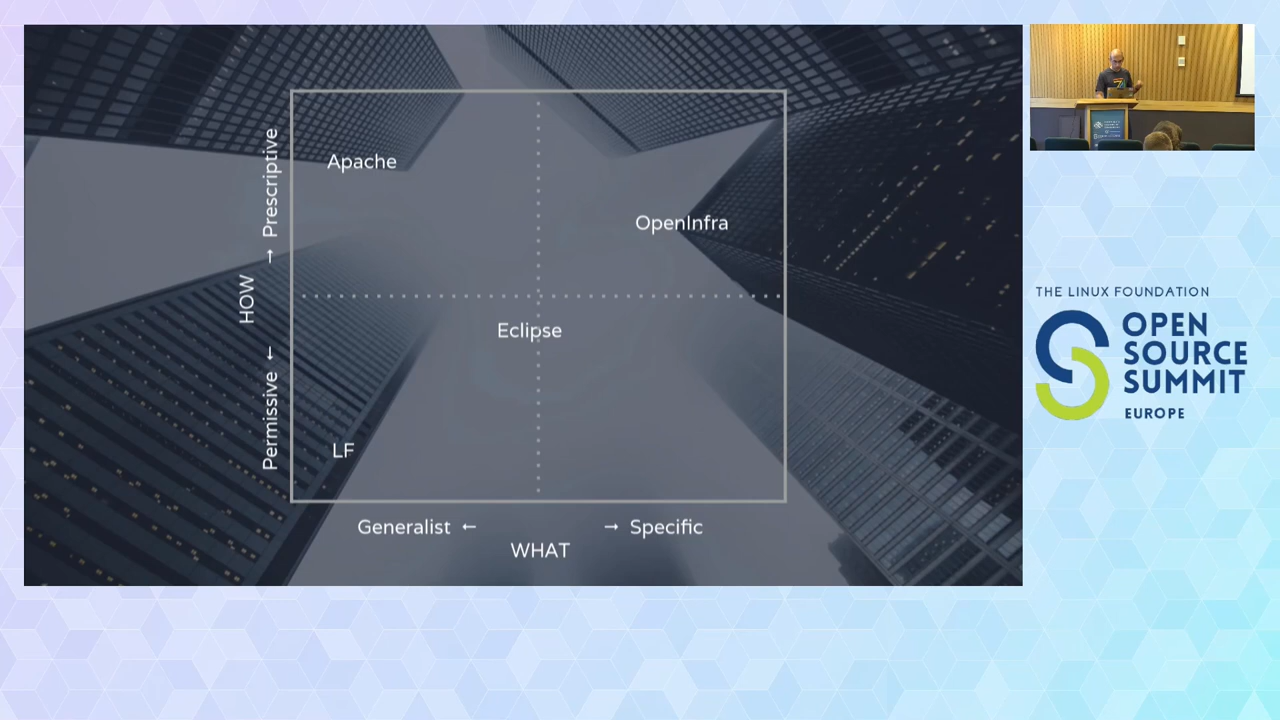 Apache
OpenInfra
Eclipse
LF
HOW
Permissive ←
→ Prescriptive
Generalist ←
→ Specific
WHAT
THE LINUX FOUNDATION
OPEN
SOURCE
SUMMIT
EUROPE